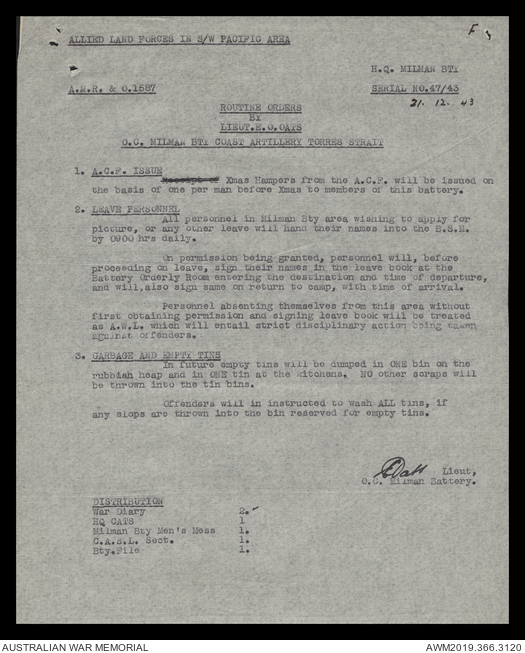 F
ALLIED LAND FORCES IN S/W PACIFIC AREA
H.Q. MILMAN BTY
A.M.R. & O.1587
SERIAL NO.47/43
21. 12. 43
ROUTINE ORDERS
BY
LIEUT.E.O.OATS
O.C. MILMAN BTY COAST ARTILLERY TORRES STRAIT
1. A.C.F. ISSUE
Receipt of Xmas Hampers from the A.C.F. will be issued on
the basis of one per man before Xmas to members of this battery.
2. LEAVE PERSONNEL
All personnel in Milman Bty area wishing to apply for
picture, or any other leave will hand their names into the B.S.M.
by 0900 hrs daily.
On permission being granted, personnel will, before
proceeding on leave, sign their names in the leave book at the
Battery Orderly Room entering the destination and time of departure,
and will,also sign same on return to camp, with time of arrival.
Personnel absenting themselves from this area without
first obtaining permission and signing leave book will be treated
as A.W.L. which will entail strict disciplinary action being taken
against offenders.
3. GARBAGE AND EMPTY TINS
In future empty tins will be dumped in ONE bin on the
rubbish heap and in ONE tin at the kitchens. NO other scraps will
be thrown into the tin bins.
Offenders will in instructed to wash ALL tins, if
any slops are thrown into the bin reserved for empty tins.
EOats Lieut,
O.C. Milman Battery.
DISTRIBUTION
War Diary 2.
HQ CATS 1
Milman Bty Men's Mess 1.
C.A.S.L. Sect. 1.
Bty.File 1.
AUSTRALIAN WAR MEMORIAL
AWM2019.366.3120